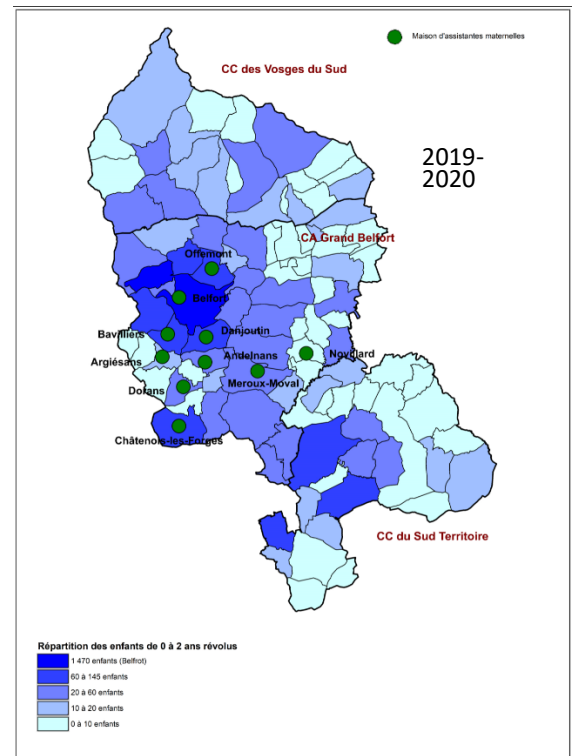 Maison d'assistantes maternelles
CC des Vosges du Sud
2019-
2020
CA Grand Belfort
Offemont
Belfort
Bavilliers
Danjoutin
Argiésans
Andelnans
Novillard
Dorans
Meroux-Moval
Châtenois-les-Forges
CC du Sud Territoire
Répartition des enfants de 0 à 2 ans révolus
1 470 enfants (Belfrot)
60 à 145 enfants
20 à 60 enfants
10 à 20 enfants
0 à 10 enfants